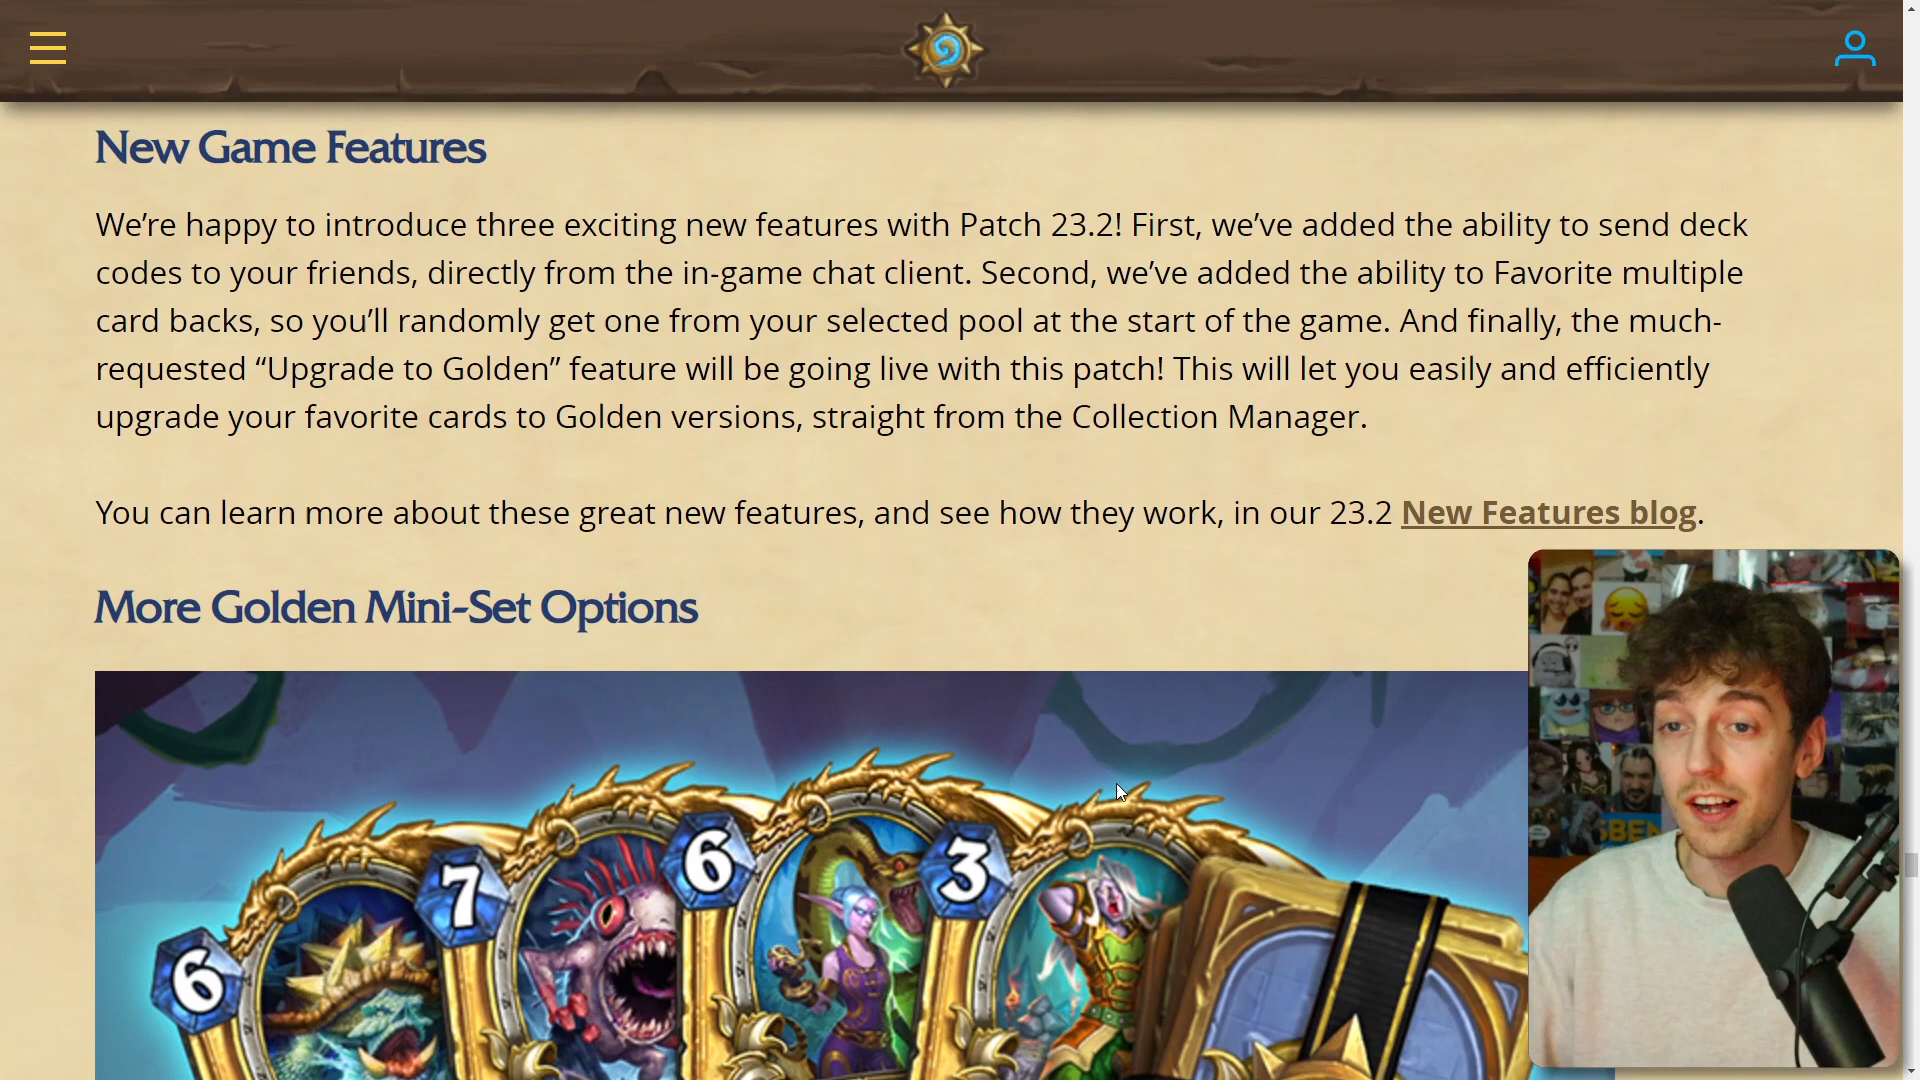 New Game Features
We’re happy to introduce three exciting new features with Patch 23.2! First, we’ve added the ability to send deck
codes to your friends, directly from the in-game chat client. Second, we’ve added the ability to Favorite multiple
card backs, so you’ll randomly get one from your selected pool at the start of the game. And finally, the much-
requested “Upgrade to Golden” feature will be going live with this patch! This will let you easily and efficiently
upgrade your favorite cards to Golden versions, straight from the Collection Manager.
You can learn more about these great new features, and see how they work, in our 23.2 New Features blog.
More Golden Mini-Set Options
6
7
6
3